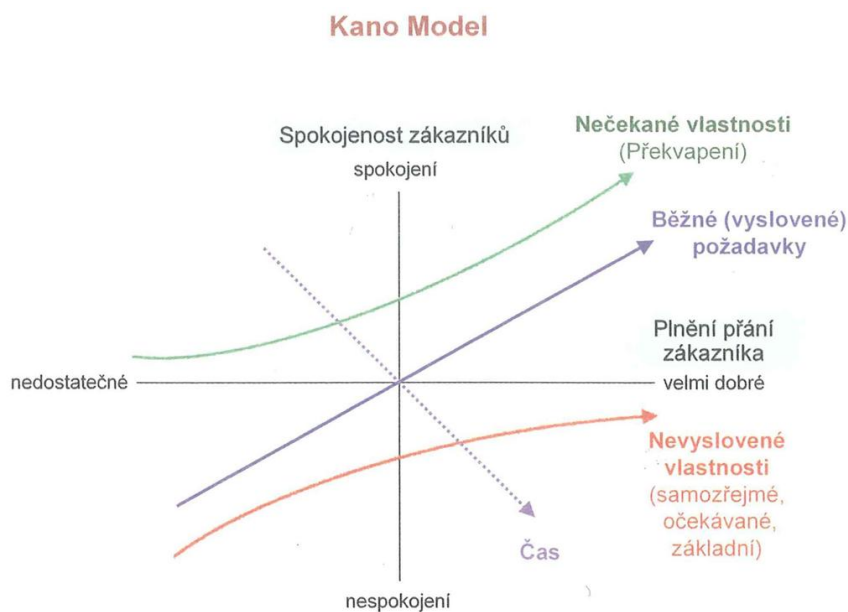 Kano Model
Spokojenost zákazníků
spokojení
Nečekané vlastnosti
(Překvapení)
Běžné (vyslovené)
požadavky
Plnění přání
zákazníka
nedostatečné
velmi dobré
Nevyslovené
vlastnosti
(samozřejmé,
očekávané,
základní)
Čas
nespokojení